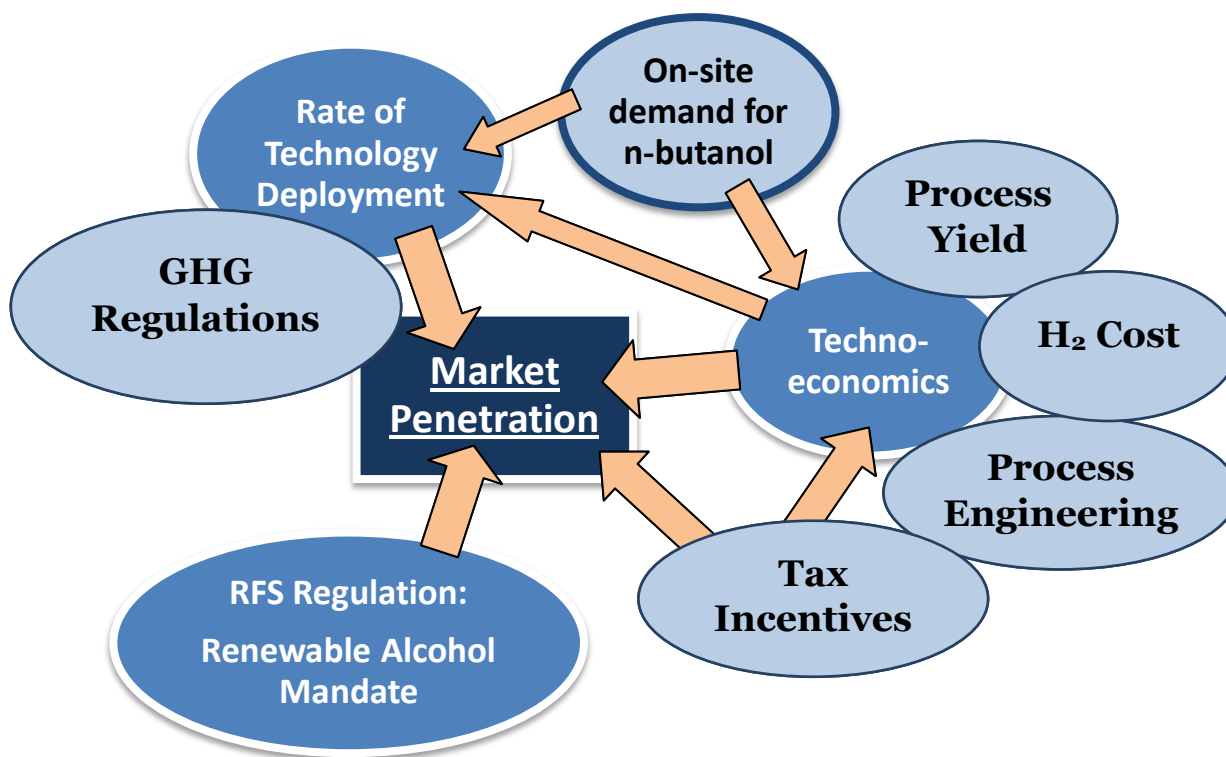 On-site
demand for
n-butanol
Rate of
Technology
Deployment
Process
Yield
GHG
Regulations
H₂ Cost
Techno-
economics
Market
Penetration
Process
Engineering
Tax
Incentives
RFS Regulation:
Renewable Alcohol
Mandate